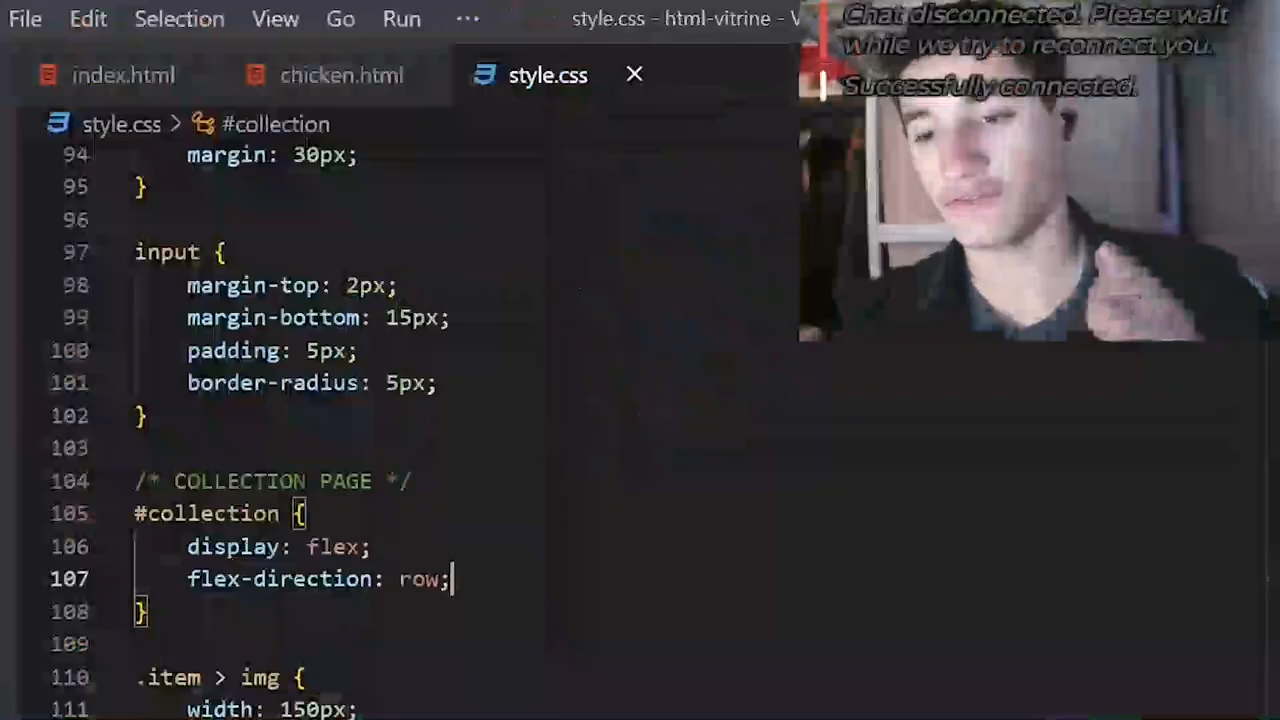 File Edit Selection View Go Run ··· style.css - html-vitrine - V
Chat disconnected. Please wait
while we try to reconnect you.
Successfully connected.
index.html chicken.html style.css
style.css > #collection
94 margin: 30px;
95 }
96
97 input {
98 margin-top: 2px;
99 margin-bottom: 15px;
100 padding: 5px;
101 border-radius: 5px;
102 }
103
104 /* COLLECTION PAGE */
105 #collection {
106 display: flex;
107 flex-direction: row;
108 }
109
110 .item > img {
111 width: 150px;